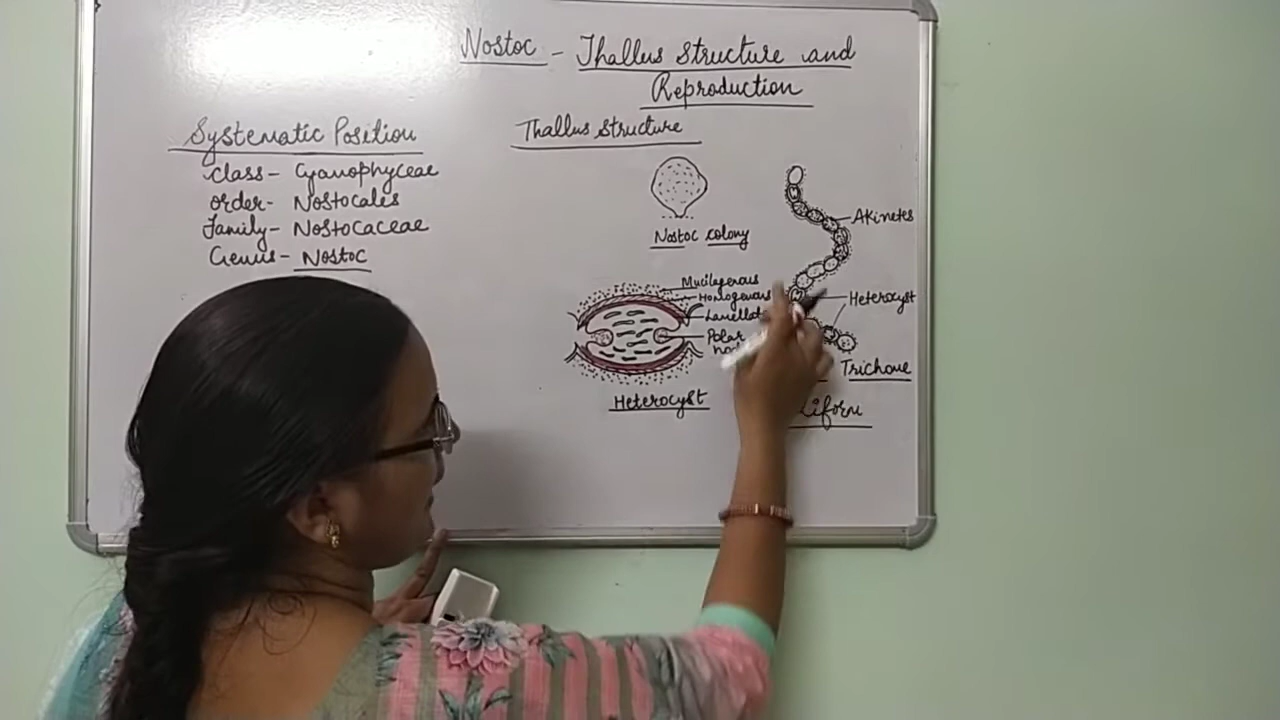 Nostoc - Thallus structure and
Reproduction
Systematic Position
class - Cyanophyceae
order - Nostocales
Family - Nostocaceae
Genus - Nostoc
Thallus structure
Nostoc colony
Akinetes
Mucilagenous
Homogenous
Heterocyst
Polar
Heterocyst
Trichome